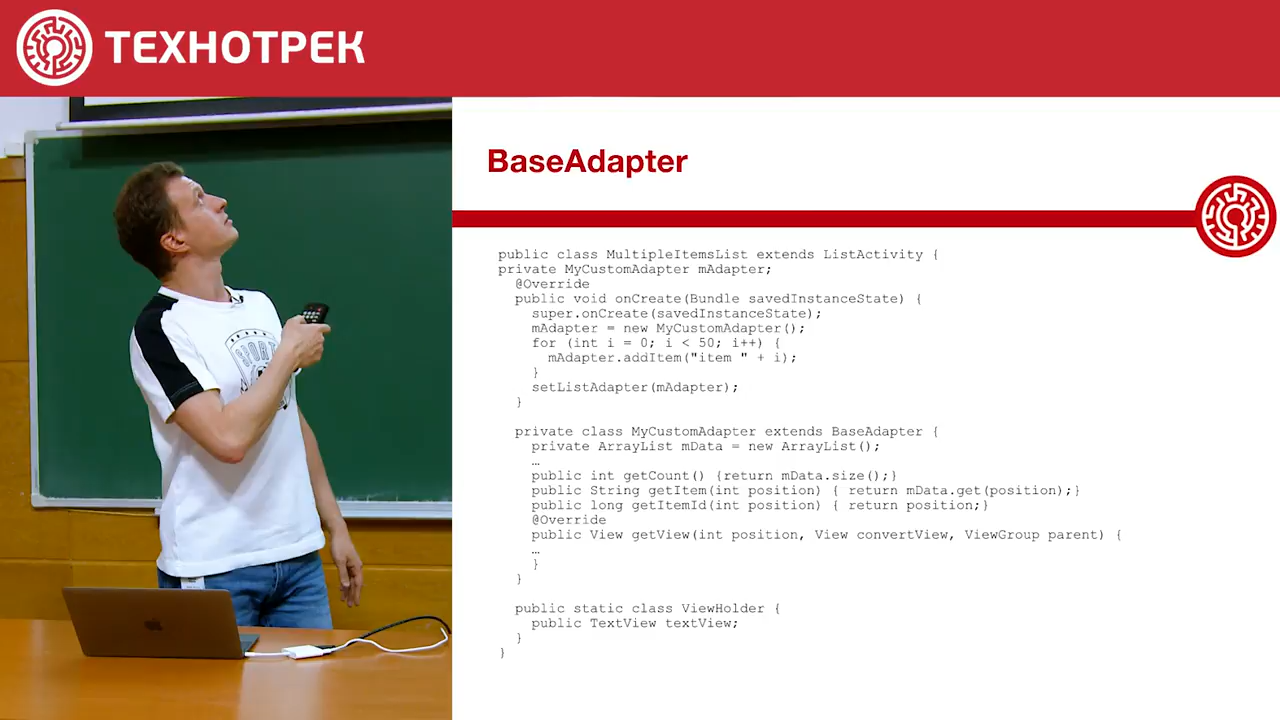 ТЕХНОТРЕК
BaseAdapter
public class MultipleItemsList extends ListActivity {
private MyCustomAdapter mAdapter;
@Override
public void onCreate(Bundle savedInstanceState) {
super.onCreate(savedInstanceState);
mAdapter = new MyCustomAdapter();
for (int i = 0; i < 50; i++) {
mAdapter.addItem("item " + i);
}
setListAdapter(mAdapter);
}
private class MyCustomAdapter extends BaseAdapter {
private ArrayList mData = new ArrayList();
…
public int getCount() {return mData.size();}
public String getItem(int position) { return mData.get(position);}
public long getItemId(int position) { return position;}
@Override
public View getView(int position, View convertView, ViewGroup parent) {
…
}
}
public static class ViewHolder {
public TextView textView;
}
}